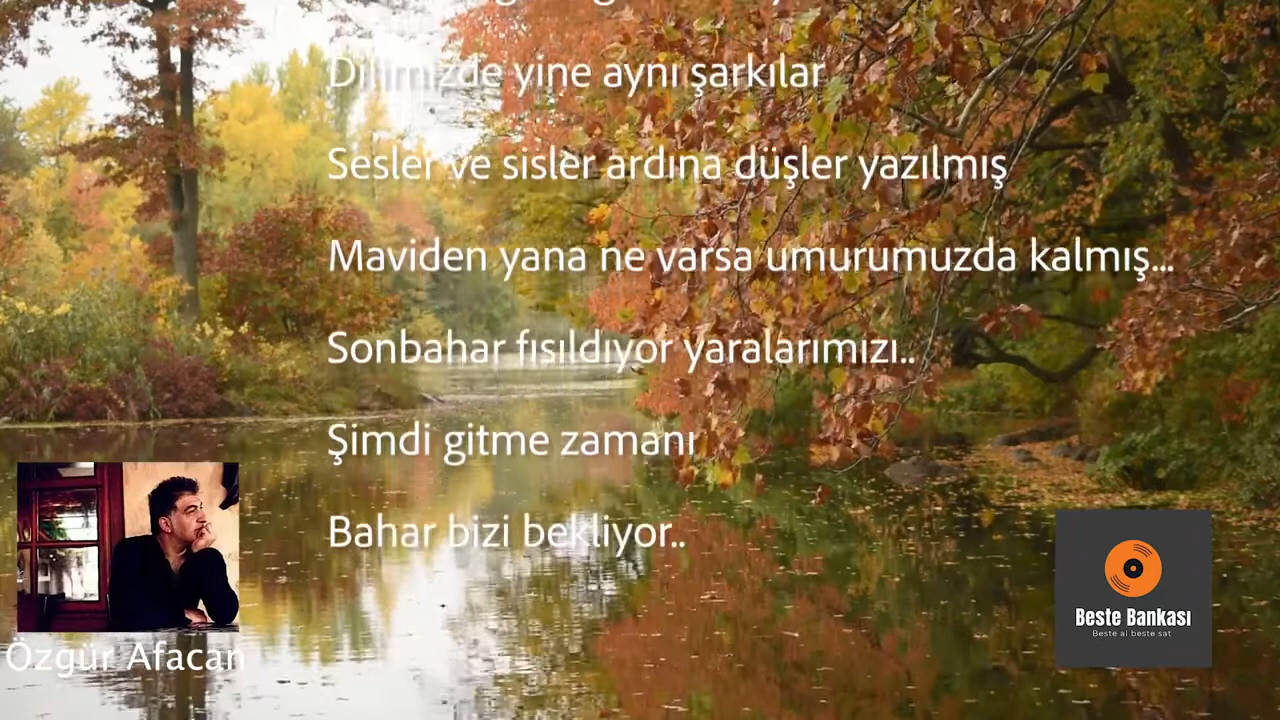 Dilimizde yine aynı şarkılar
Sesler ve sisler ardına düşler yazılmış
Maviden yana ne varsa umurumuzda kalmış...
Sonbahar fısıldıyor yaralarımızı..
Şimdi gitme zamanı
Bahar bizi bekliyor..
Özgür Afacan
Beste Bankası
Beste al beste sat